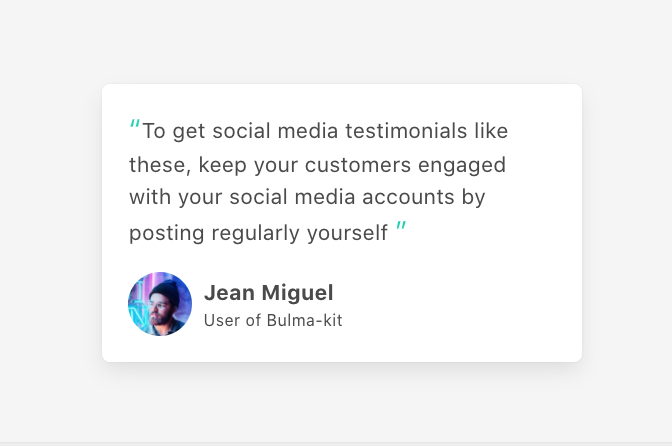 "To get social media testimonials like
these, keep your customers engaged
with your social media accounts by
posting regularly yourself "
Jean Miguel
User of Bulma-kit